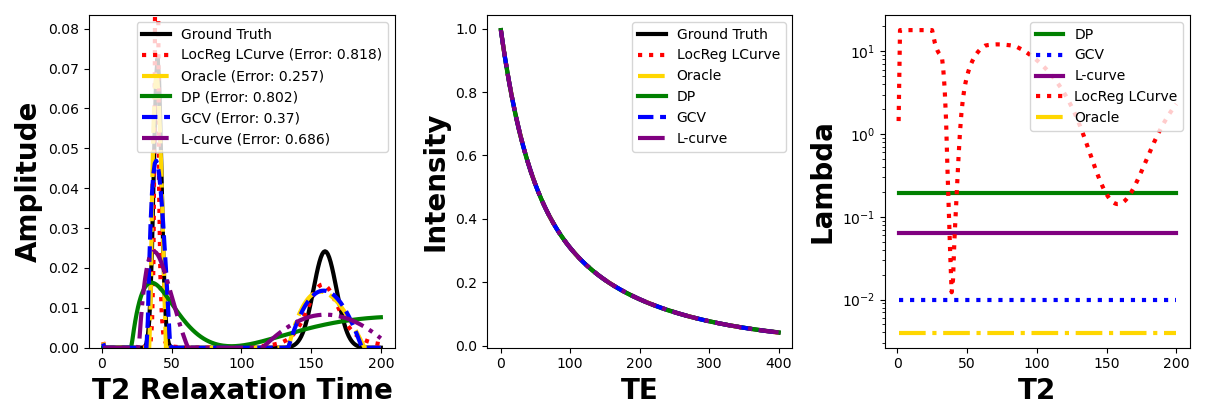 Amplitude
0.08
0.07
0.06
0.05
0.04
0.03
0.02
0.01
0.00
0 50 100 150 200
T2 Relaxation Time
Ground Truth
LocReg LCurve (Error: 0.818)
Oracle (Error: 0.257)
DP (Error: 0.802)
GCV (Error: 0.37)
L-curve (Error: 0.686)
Intensity
1.0
0.8
0.6
0.4
0.2
0.0
0 100 200 300 400
TE
Ground Truth
LocReg LCurve
Oracle
DP
GCV
L-curve
Lambda
10¹
10⁰
10⁻¹
10⁻²
0 50 100 150 200
T2
DP
GCV
L-curve
LocReg LCurve
Oracle